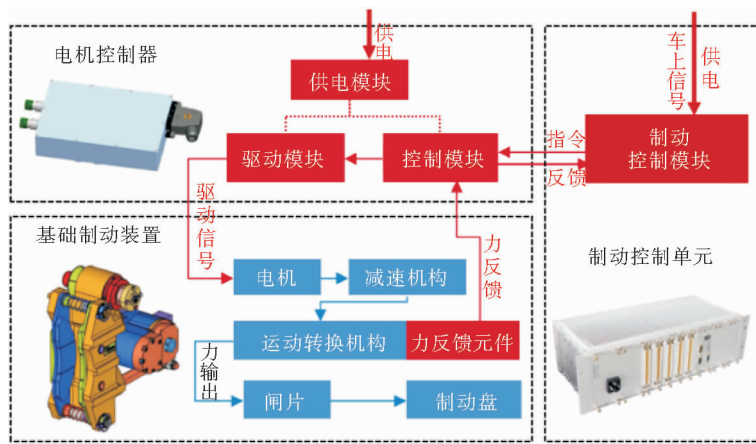 电机控制器
供电
供电模块
驱动模块
控制模块
指令
反馈
车上信号
供电
制动
控制模块
驱动信号
力反馈
基础制动装置
电机
减速机构
运动转换机构
力反馈元件
力输出
闸片
制动盘
制动控制单元